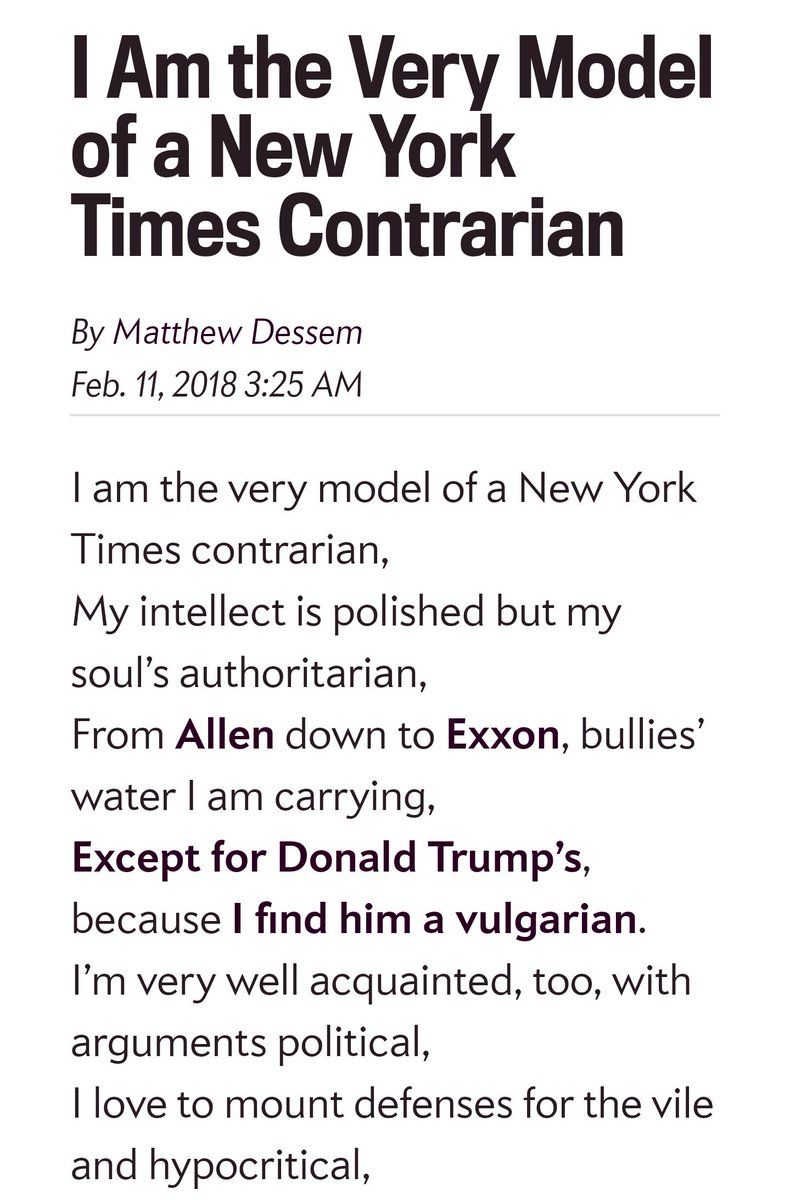 I Am the Very Model
of a New York
Times Contrarian
By Matthew Dessem
Feb. 11, 2018 3:25 AM
I am the very model of a New York
Times contrarian,
My intellect is polished but my
soul’s authoritarian,
From Allen down to Exxon, bullies’
water I am carrying,
Except for Donald Trump’s,
because I find him a vulgarian.
I’m very well acquainted, too, with
arguments political,
I love to mount defenses for the vile
and hypocritical,